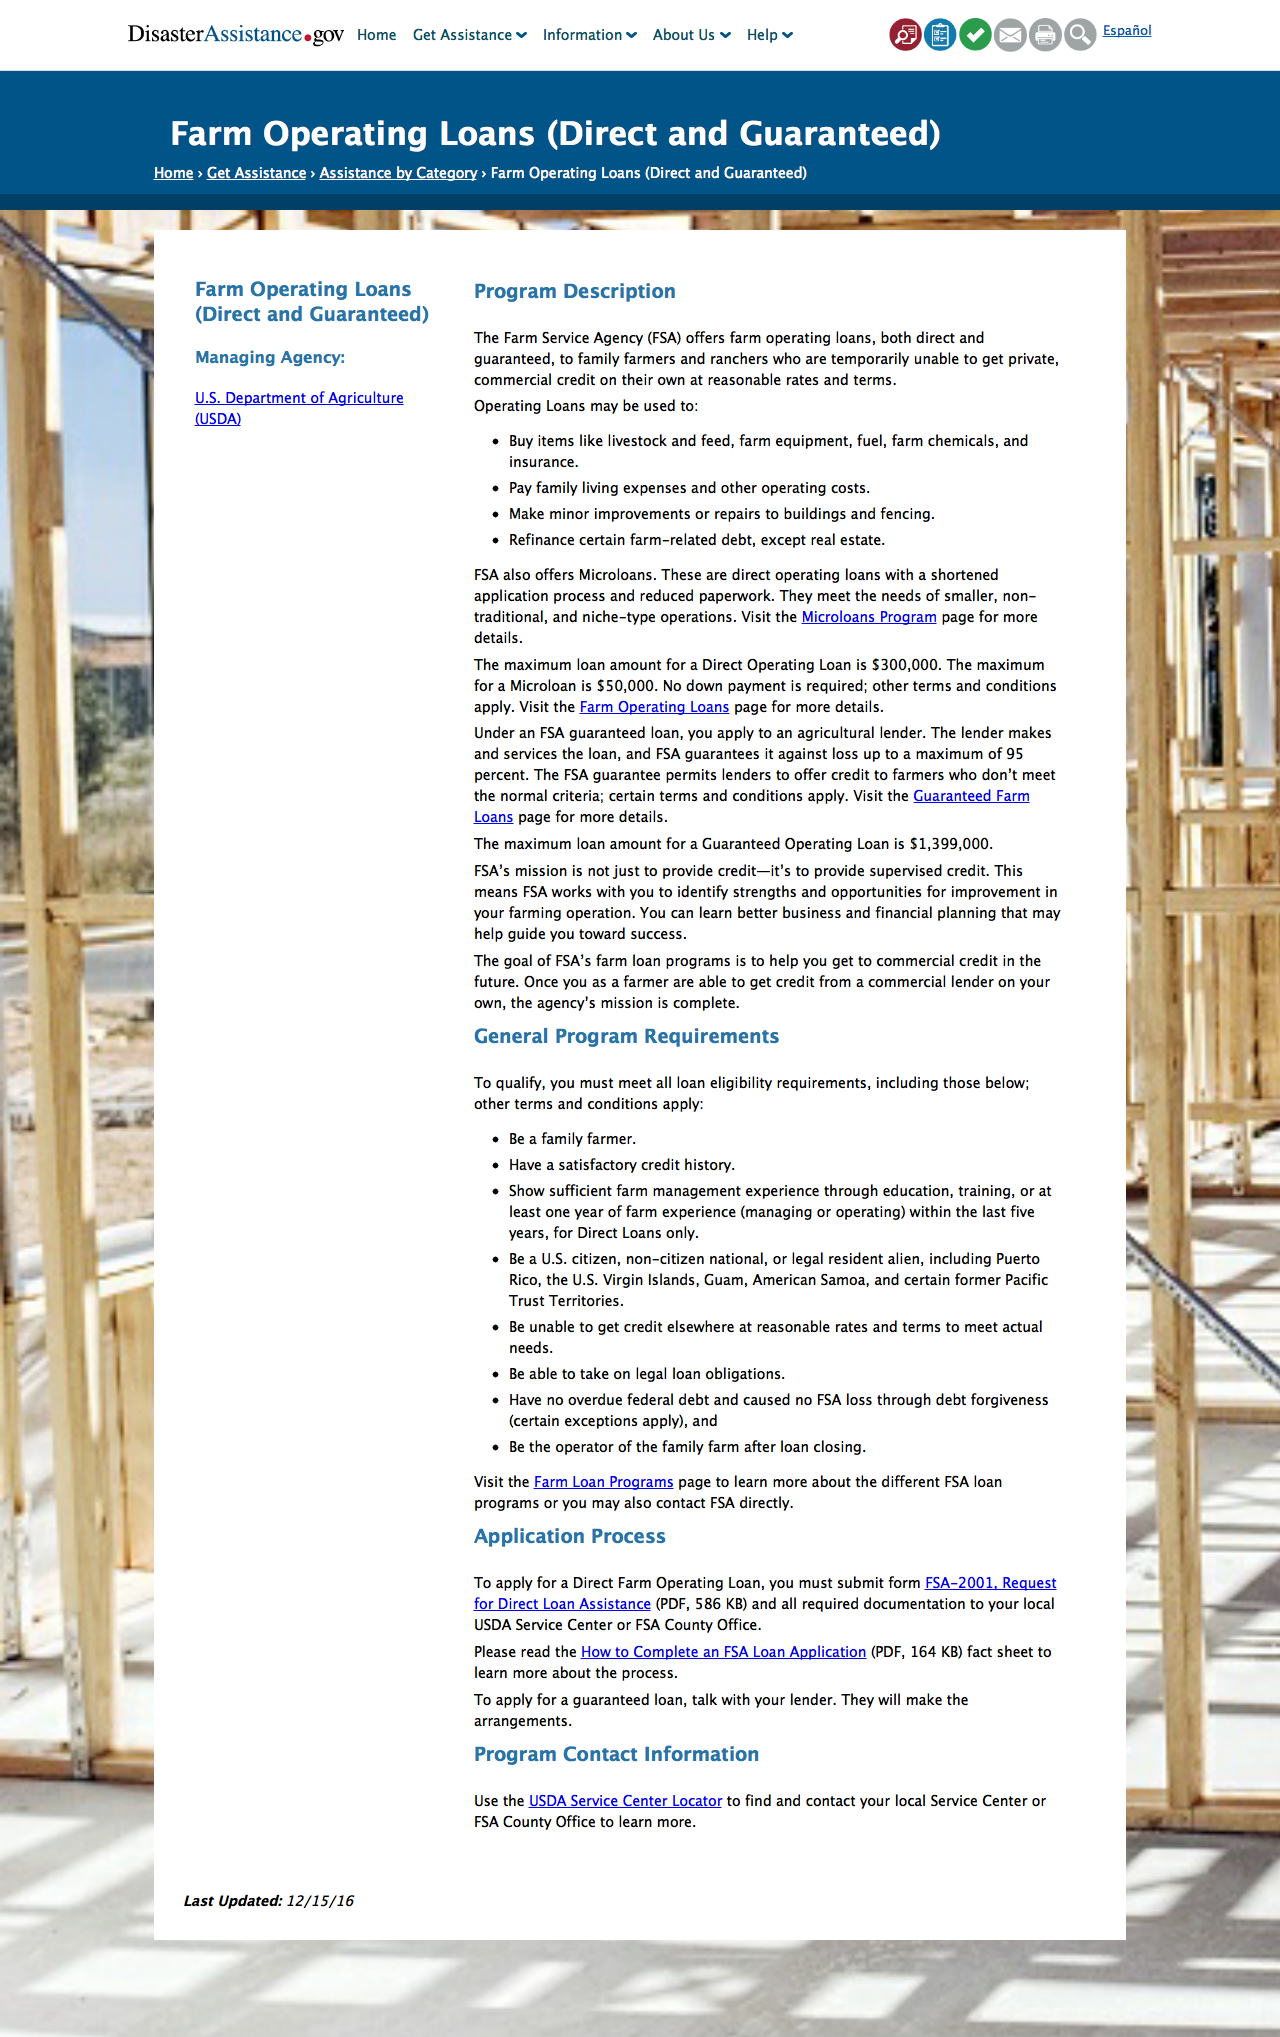 DisasterAssistance.gov Home Get Assistance Information About Us Help Español
Farm Operating Loans (Direct and Guaranteed)
Home › Get Assistance › Assistance by Category › Farm Operating Loans (Direct and Guaranteed)
Farm Operating Loans
(Direct and Guaranteed)
Managing Agency:
U.S. Department of Agriculture
(USDA)
Program Description
The Farm Service Agency (FSA) offers farm operating loans, both direct and
guaranteed, to family farmers and ranchers who are temporarily unable to get private,
commercial credit on their own at reasonable rates and terms.
Operating Loans may be used to:
• Buy items like livestock and feed, farm equipment, fuel, farm chemicals, and
insurance.
• Pay family living expenses and other operating costs.
• Make minor improvements or repairs to buildings and fencing.
• Refinance certain farm-related debt, except real estate.
FSA also offers Microloans. These are direct operating loans with a shortened
application process and reduced paperwork. They meet the needs of smaller, non-
traditional, and niche-type operations. Visit the Microloans Program page for more
details.
The maximum loan amount for a Direct Operating Loan is $300,000. The maximum
for a Microloan is $50,000. No down payment is required; other terms and conditions
apply. Visit the Farm Operating Loans page for more details.
Under an FSA guaranteed loan, you apply to an agricultural lender. The lender makes
and services the loan, and FSA guarantees it against loss up to a maximum of 95
percent. The FSA guarantee permits lenders to offer credit to farmers who don’t meet
the normal criteria; certain terms and conditions apply. Visit the Guaranteed Farm
Loans page for more details.
The maximum loan amount for a Guaranteed Operating Loan is $1,399,000.
FSA’s mission is not just to provide credit—it’s to provide supervised credit. This
means FSA works with you to identify strengths and opportunities for improvement in
your farming operation. You can learn better business and financial planning that may
help guide you toward success.
The goal of FSA’s farm loan programs is to help you get to commercial credit in the
future. Once you as a farmer are able to get credit from a commercial lender on your
own, the agency’s mission is complete.
General Program Requirements
To qualify, you must meet all loan eligibility requirements, including those below;
other terms and conditions apply:
• Be a family farmer.
• Have a satisfactory credit history.
• Show sufficient farm management experience through education, training, or at
least one year of farm experience (managing or operating) within the last five
years, for Direct Loans only.
• Be a U.S. citizen, non-citizen national, or legal resident alien, including Puerto
Rico, the U.S. Virgin Islands, Guam, American Samoa, and certain former Pacific
Trust Territories.
• Be unable to get credit elsewhere at reasonable rates and terms to meet actual
needs.
• Be able to take on legal loan obligations.
• Have no overdue federal debt and caused no FSA loss through debt forgiveness
(certain exceptions apply), and
• Be the operator of the family farm after loan closing.
Visit the Farm Loan Programs page to learn more about the different FSA loan
programs or you may also contact FSA directly.
Application Process
To apply for a Direct Farm Operating Loan, you must submit form FSA-2001, Request
for Direct Loan Assistance (PDF, 586 KB) and all required documentation to your local
USDA Service Center or FSA County Office.
Please read the How to Complete an FSA Loan Application (PDF, 164 KB) fact sheet to
learn more about the process.
To apply for a guaranteed loan, talk with your lender. They will make the
arrangements.
Program Contact Information
Use the USDA Service Center Locator to find and contact your local Service Center or
FSA County Office to learn more.
Last Updated: 12/15/16